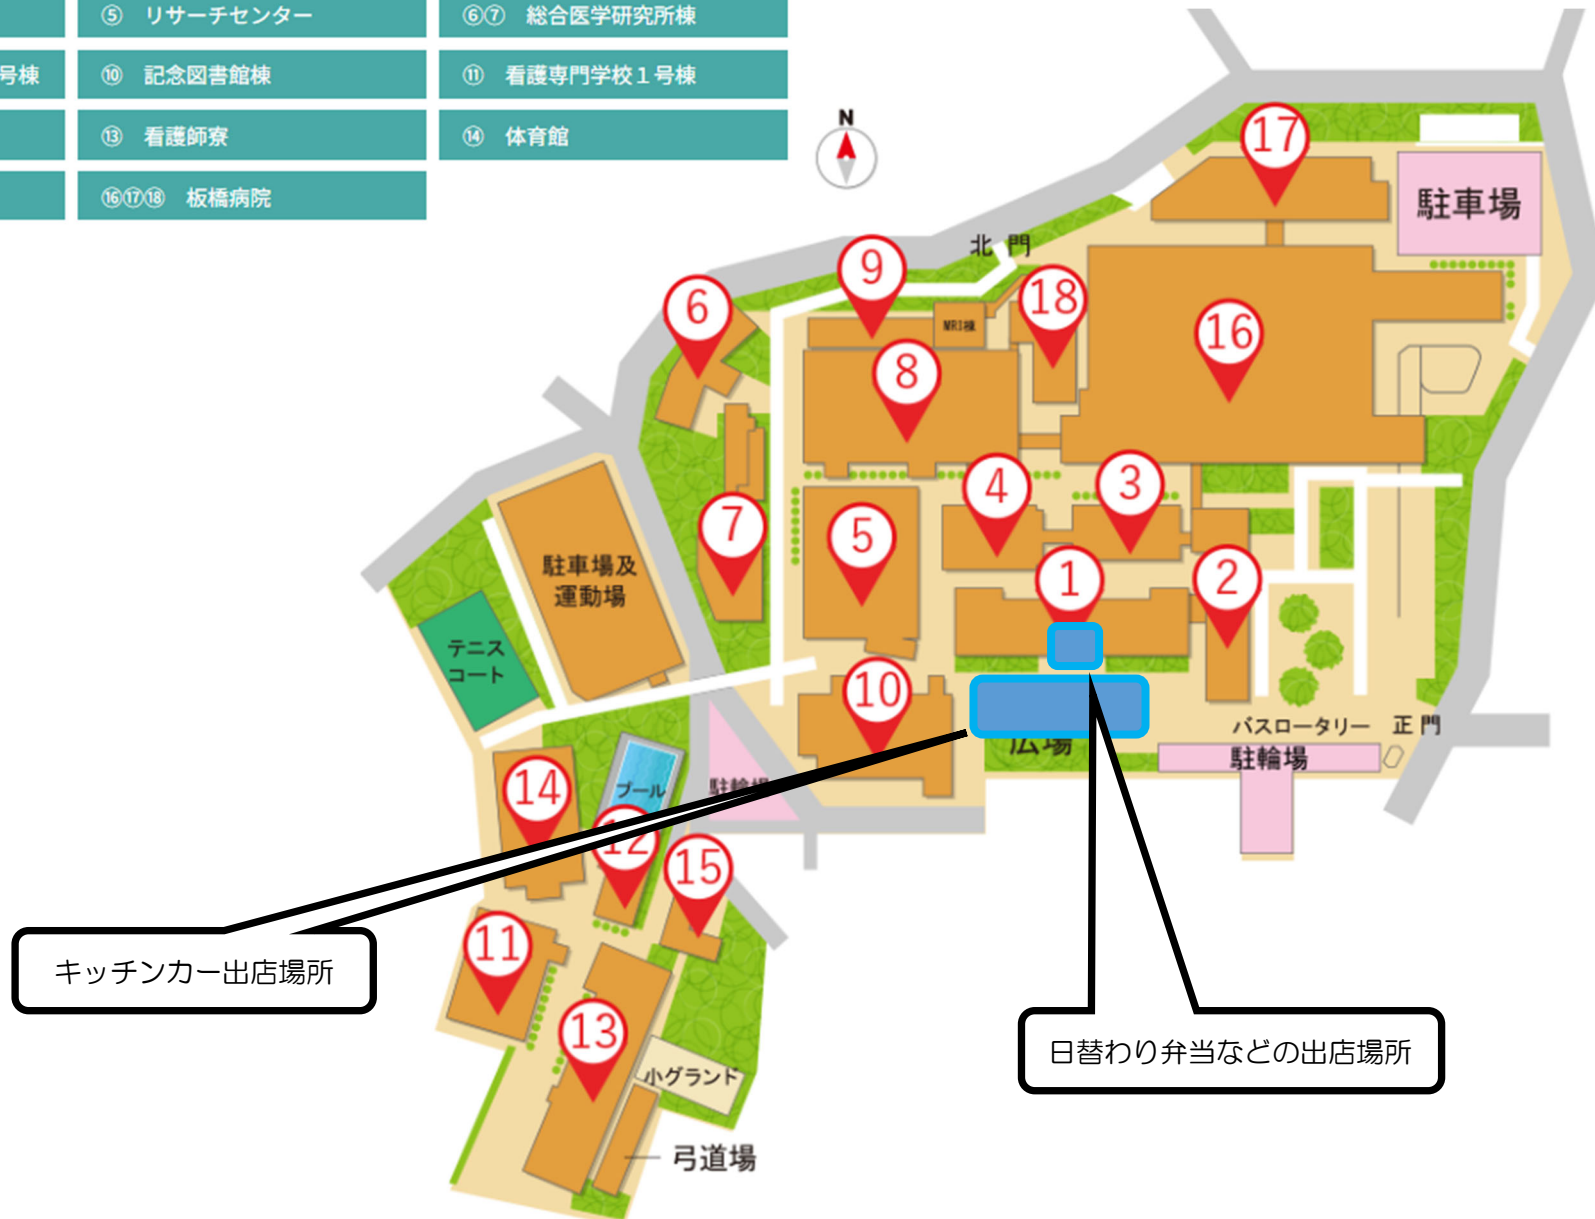 ⑤ リサーチセンター
⑥⑦ 総合医学研究所棟
号棟
⑩ 記念図書館棟
⑪ 看護専門学校１号棟
⑬ 看護師寮
⑭ 体育館
⑯⑰⑱ 板橋病院
N
17
駐車場
北門
9
18
6
MRI棟
16
8
4
3
7
5
駐車場及
運動場
1
2
テニス
コート
10
バスロータリー 正門
広場
駐輪場
14
プール
駐輪場
12
15
11
キッチンカー出店場所
13
日替わり弁当などの出店場所
小グランド
弓道場